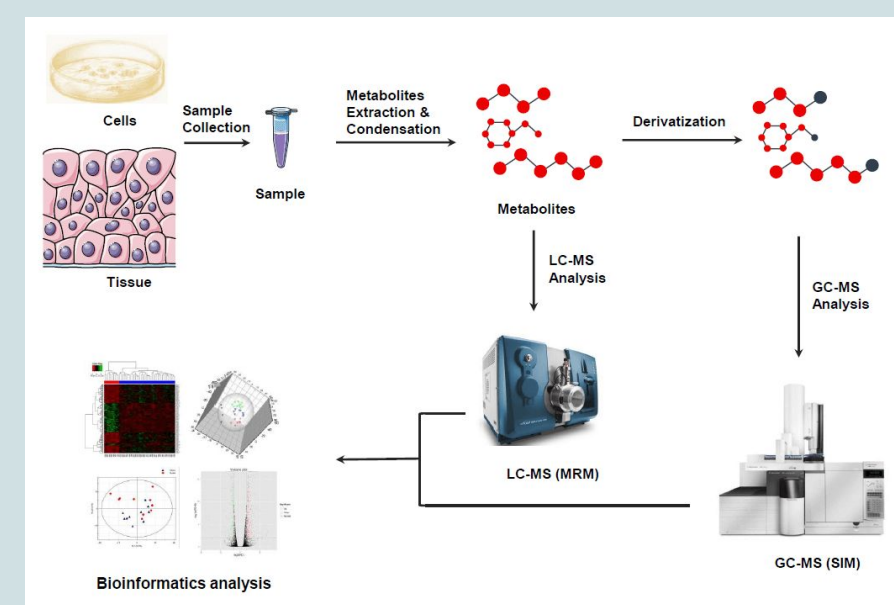 Cells
Sample
Collection
Metabolites
Extraction &
Condensation
Derivatization
Sample
Metabolites
Tissue
LC-MS
Analysis
GC-MS
Analysis
LC-MS (MRM)
GC-MS (SIM)
Bioinformatics analysis